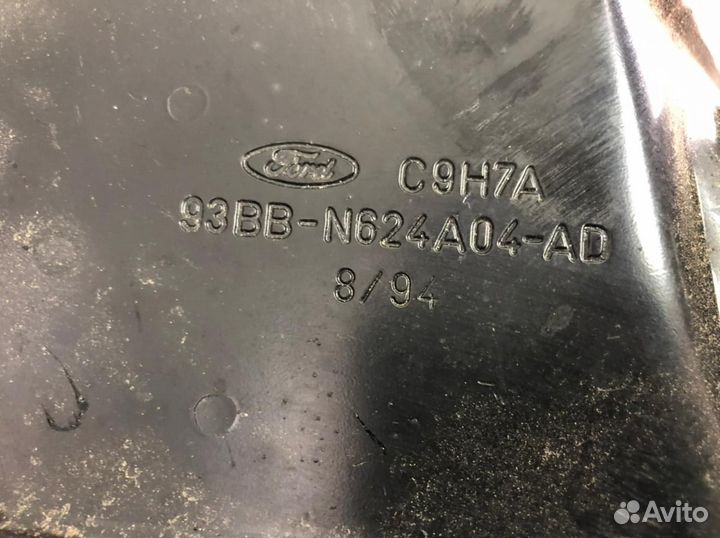 Ford C9H7A
93BB-N624A04-AD
8/94
Avito